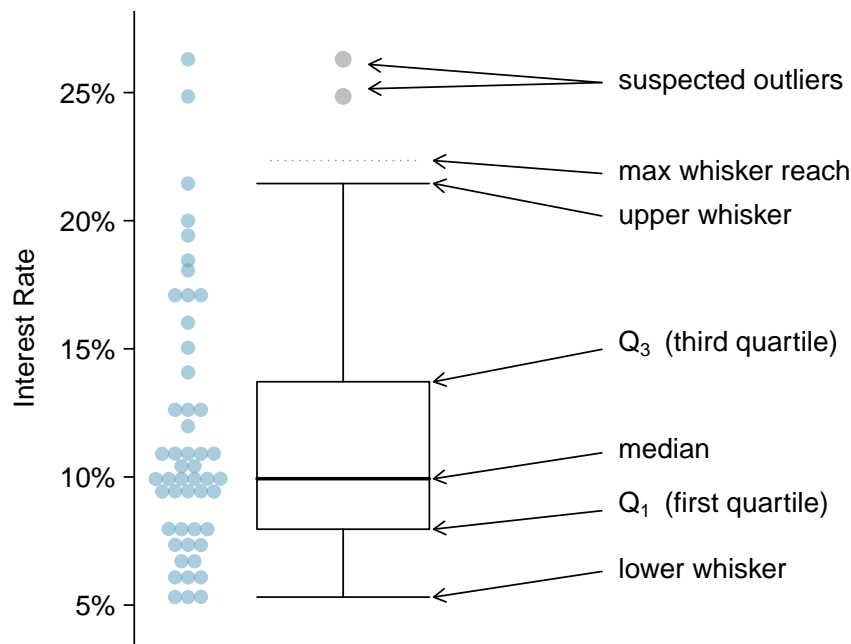 Interest Rate
25%
20%
15%
10%
5%
suspected outliers
max whisker reach
upper whisker
Q₃ (third quartile)
median
Q₁ (first quartile)
lower whisker